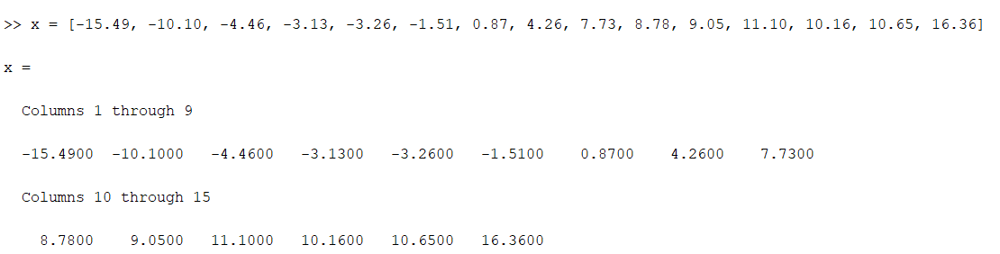 >> x = [-15.49, -10.10, -4.46, -3.13, -3.26, -1.51, 0.87, 4.26, 7.73, 8.78, 9.05, 11.10, 10.16, 10.65, 16.36]
x =
Columns 1 through 9
-15.4900 -10.1000 -4.4600 -3.1300 -3.2600 -1.5100 0.8700 4.2600 7.7300
Columns 10 through 15
8.7800 9.0500 11.1000 10.1600 10.6500 16.3600